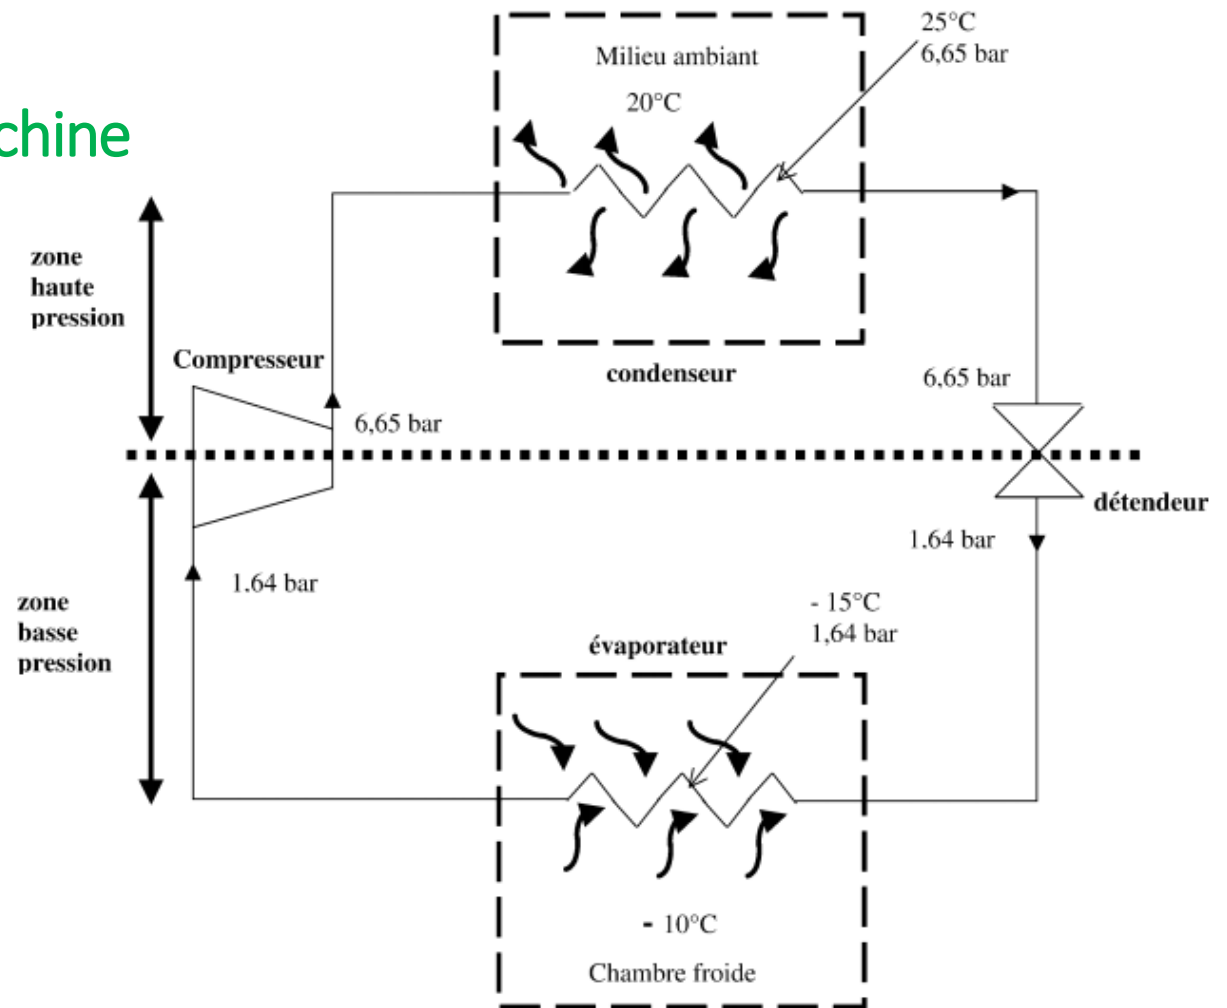 chine
25°C
6,65 bar
Milieu ambiant
20°C
zone
haute
pression
Compresseur
condenseur
6,65 bar
6,65 bar
détendeur
1.64 bar
1.64 bar
zone
basse
pression
- 15°C
1,64 bar
évaporateur
- 10°C
Chambre froide